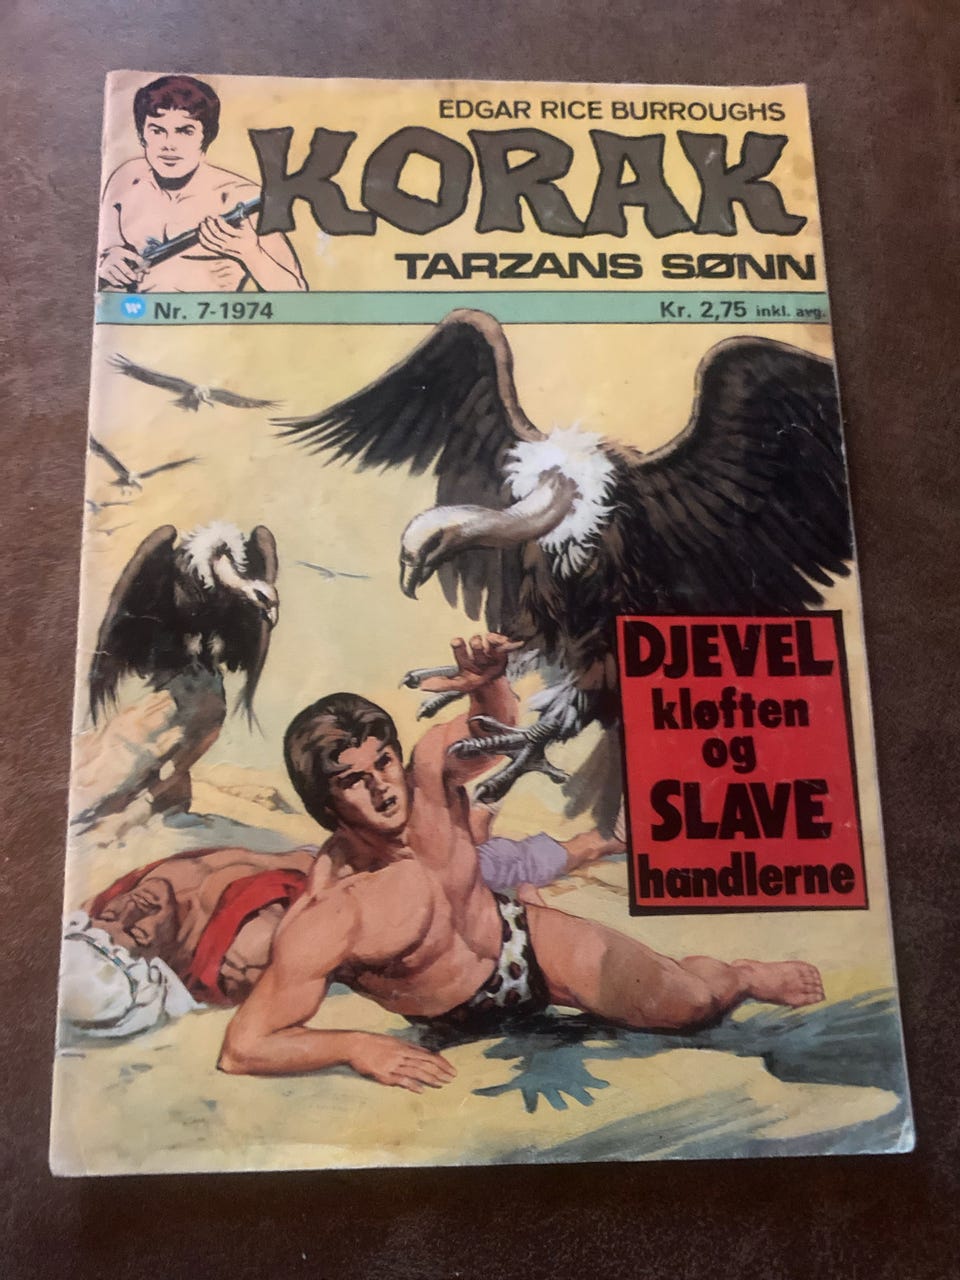 EDGAR RICE BURROUGHS
KORAK
TARZANS SØNN
W Nr. 7-1974 Kr. 2,75 inkl. avg.
DJEVEL
kløften
og
SLAVE
handlerne